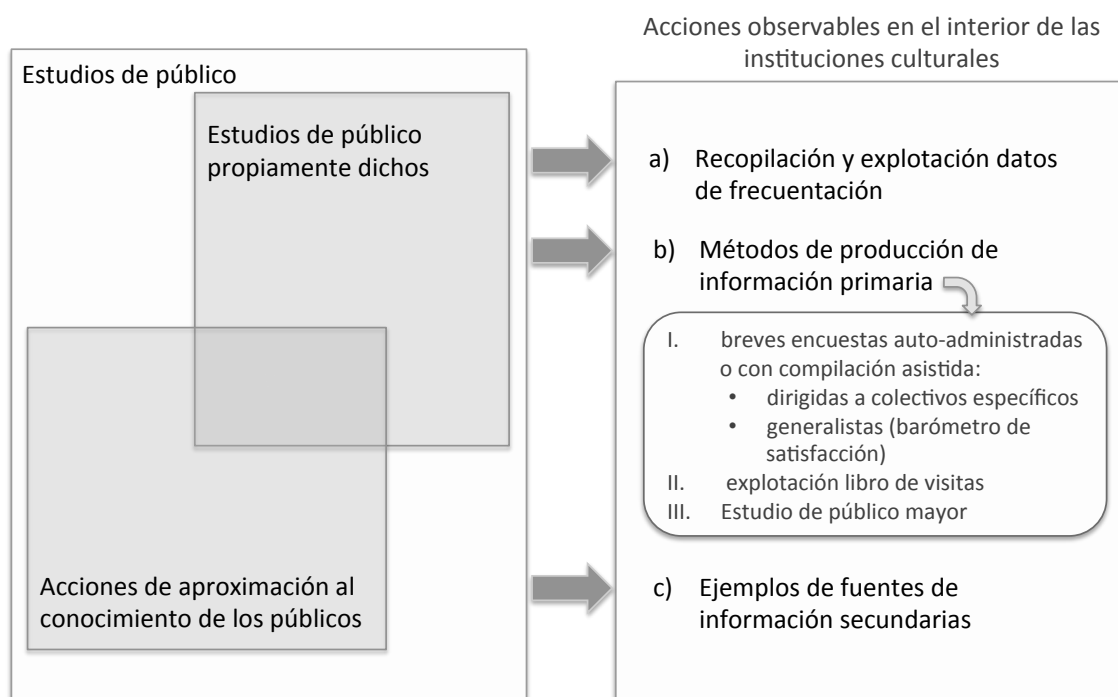 Acciones observables en el interior de las
instituciones culturales
Estudios de público
Estudios de público
propiamente dichos
Acciones de aproximación al
conocimiento de los públicos
a) Recopilación y explotación datos
de frecuentación
b) Métodos de producción de
información primaria
I. breves encuestas auto-administradas
o con compilación asistida:
• dirigidas a colectivos específicos
• generalistas (barómetro de
satisfacción)
II. explotación libro de visitas
III. Estudio de público mayor
c) Ejemplos de fuentes de
información secundarias